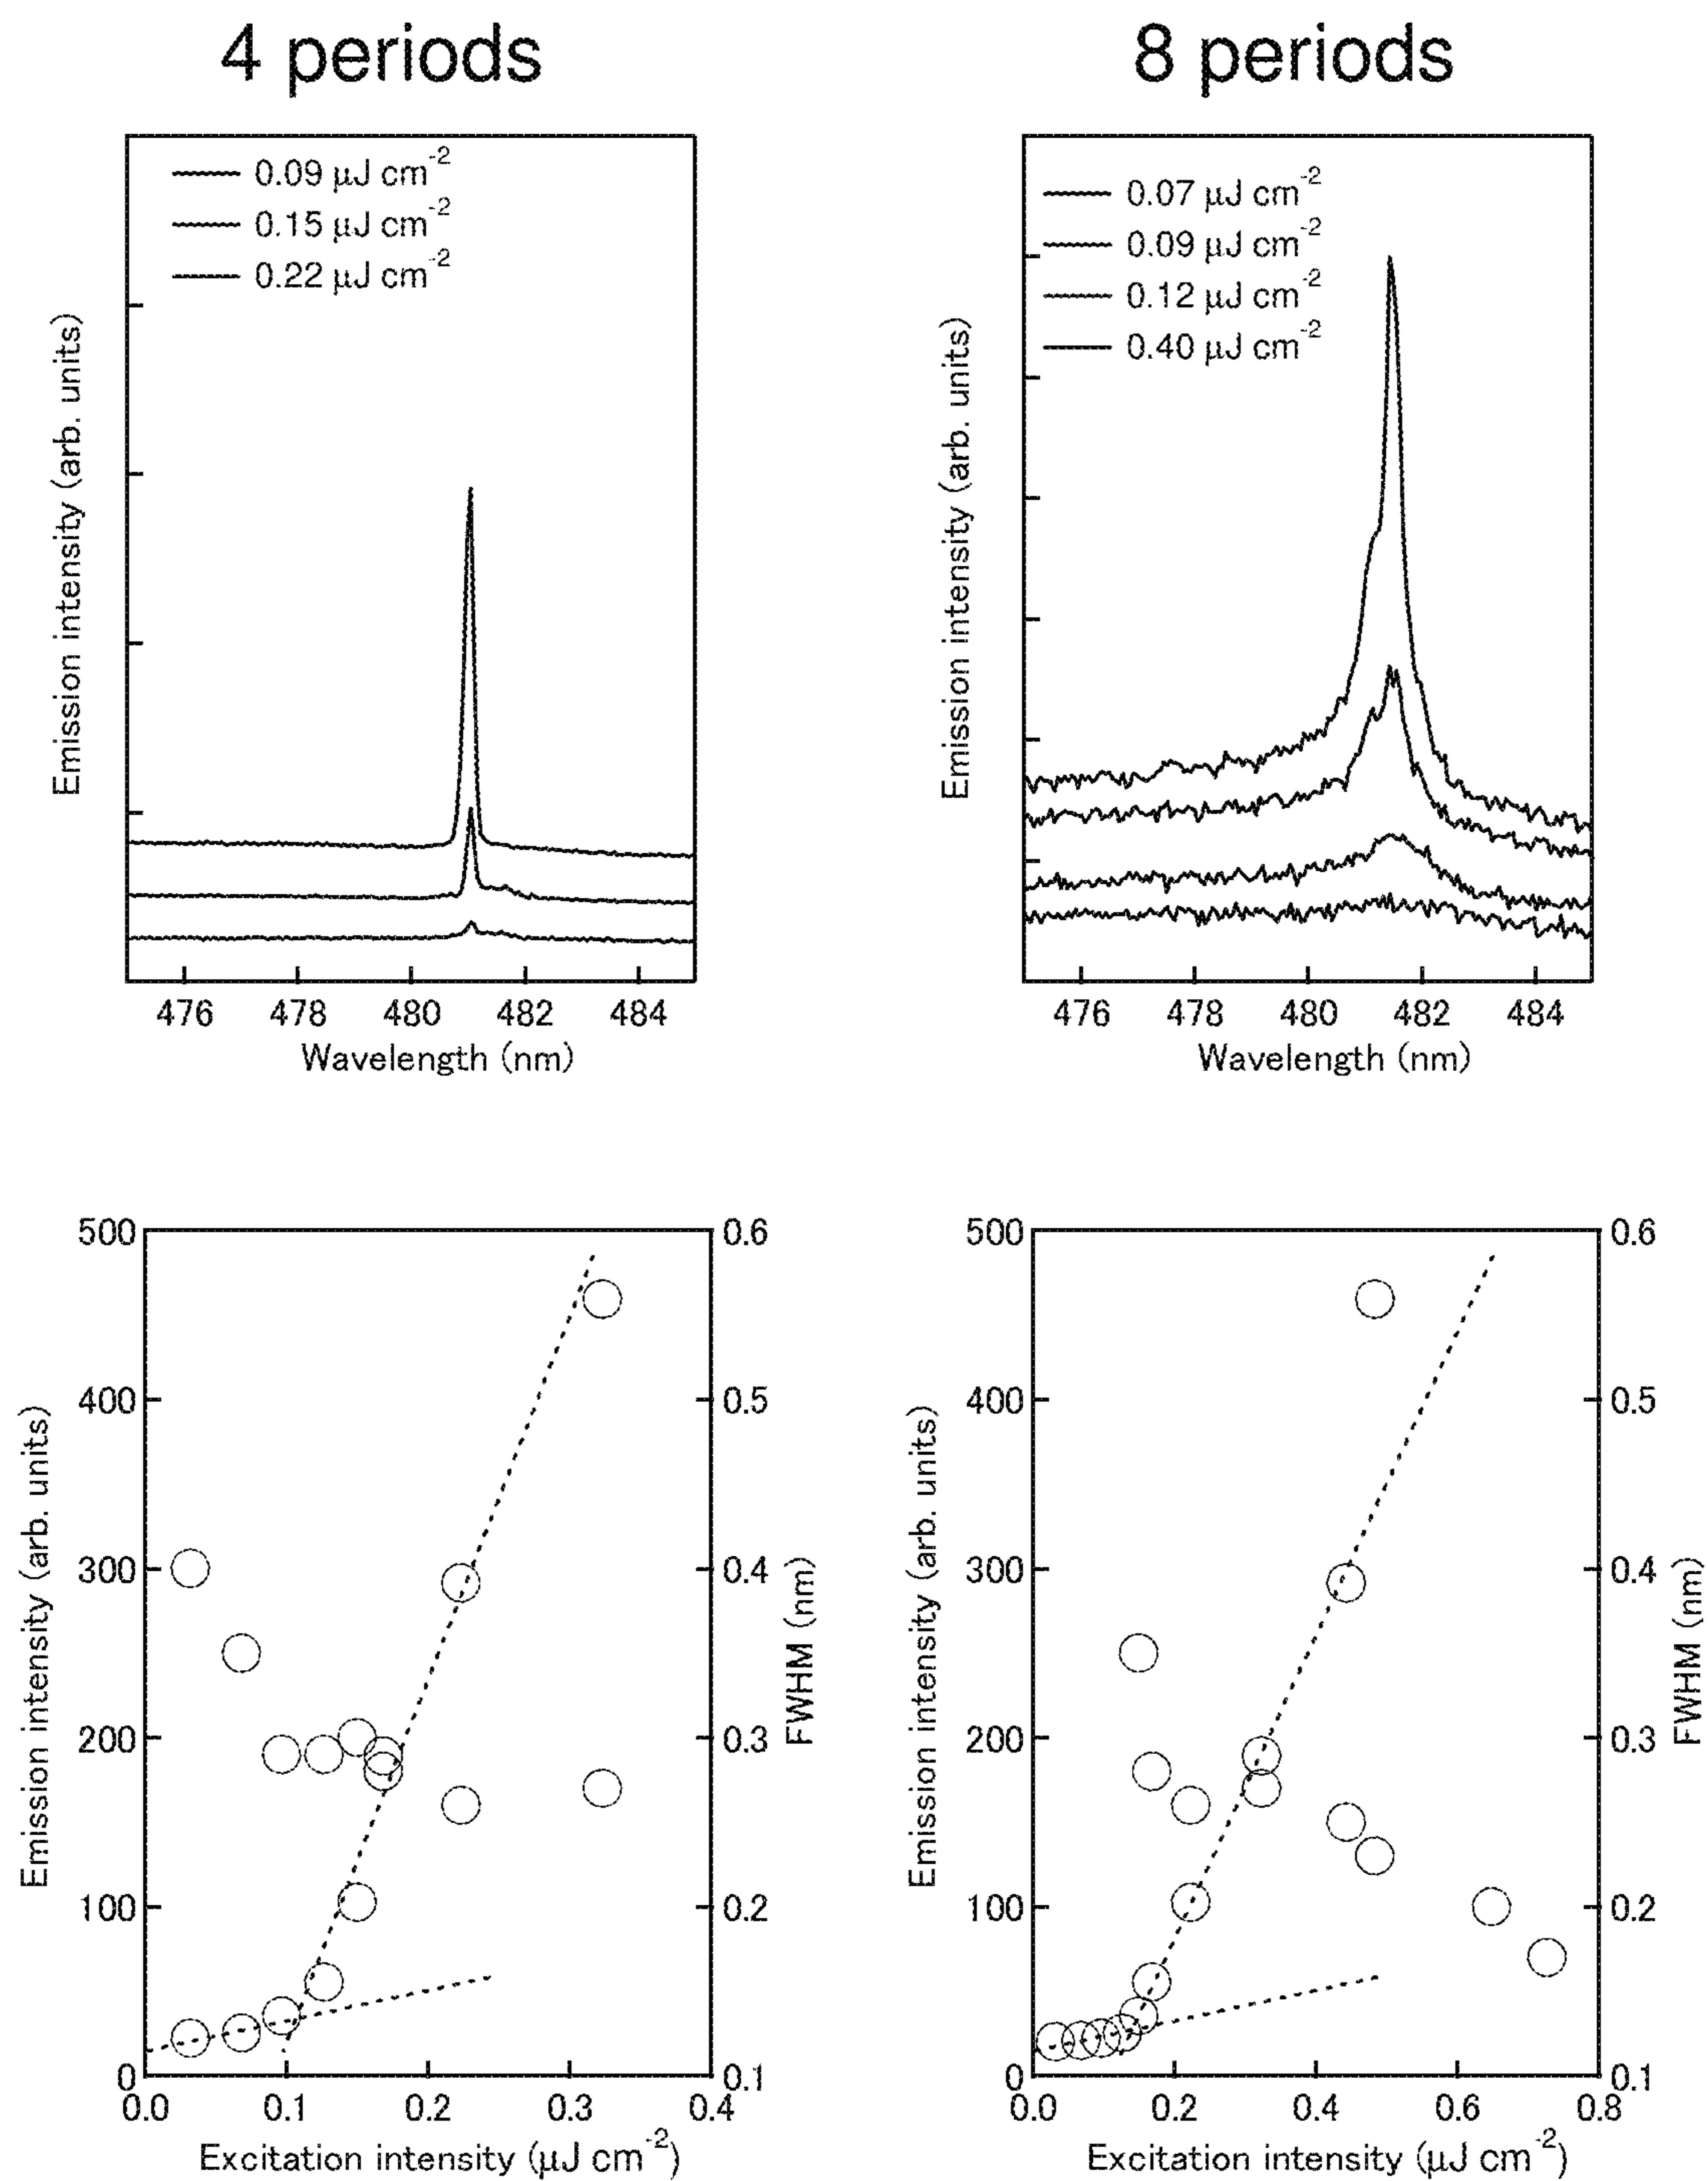 4 periods
0.09 μJ cm-2
0.15 μJ cm-2
0.22 μJ cm-2
Emission intensity (arb. units)
476 478 480 482 484
Wavelength (nm)
8 periods
0.07 μJ cm-2
0.09 μJ cm-2
0.12 μJ cm-2
0.40 μJ cm-2
Emission intensity (arb. units)
476 478 480 482 484
Wavelength (nm)
500
400
300
200
100
0
Emission intensity (arb. units)
0.6
0.5
0.4
0.3
0.2
0.1
FWHM (nm)
0.0 0.1 0.2 0.3 0.4
Excitation intensity (μJ cm-2)
500
400
300
200
100
0
Emission intensity (arb. units)
0.6
0.5
0.4
0.3
0.2
0.1
FWHM (nm)
0.0 0.2 0.4 0.6 0.8
Excitation intensity (μJ cm-2)